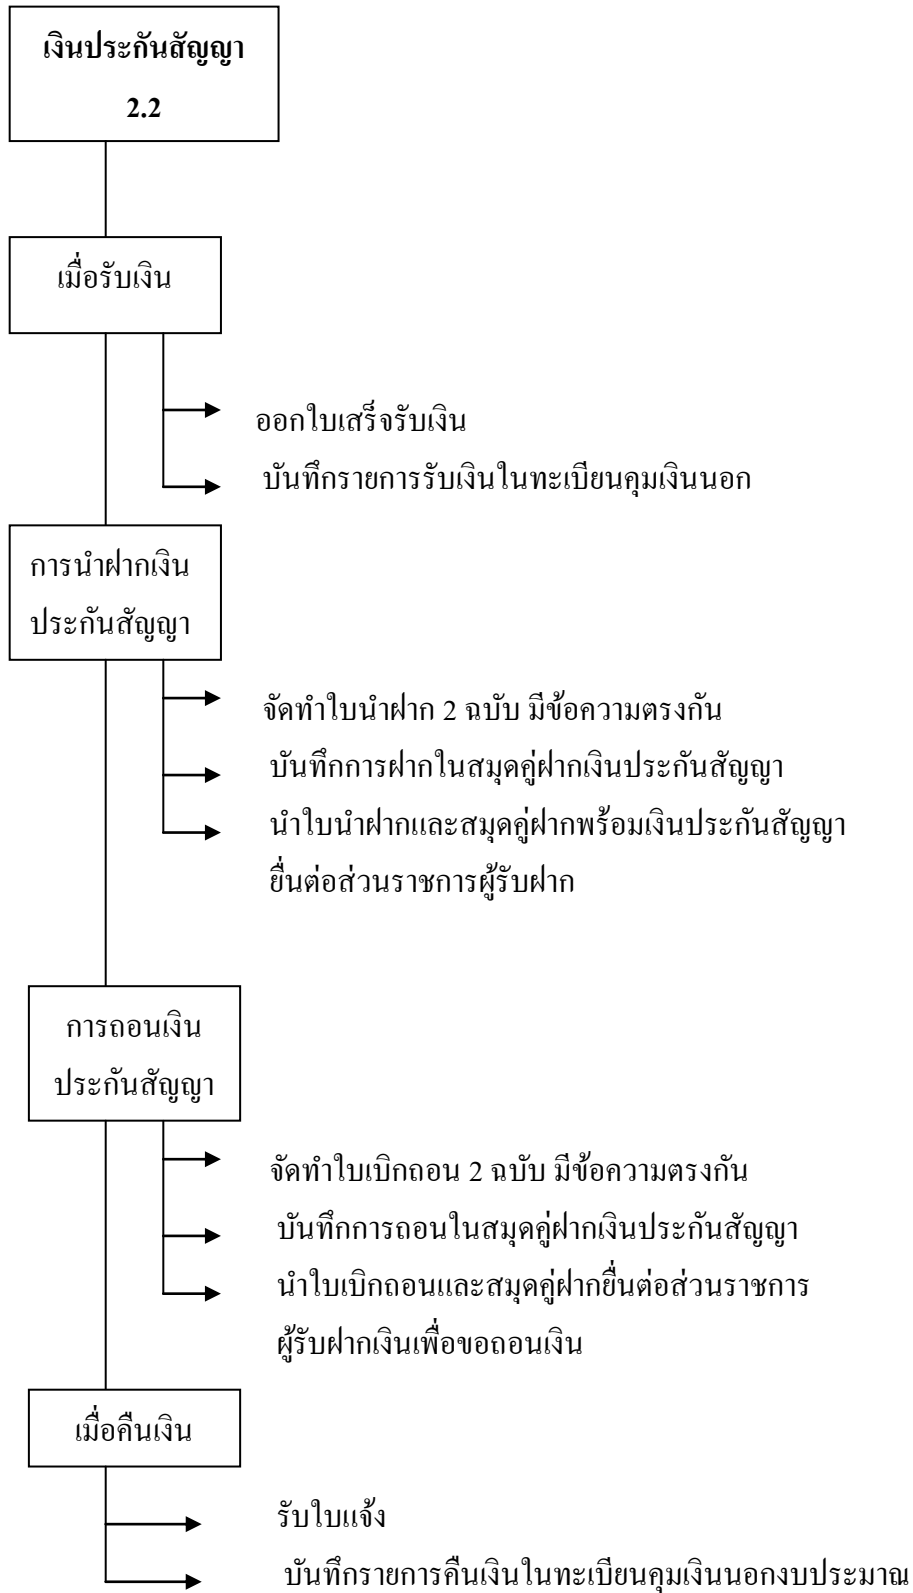 เงินประกันสัญญา
2.2
เมื่อรับเงิน
ออกใบเสร็จรับเงิน
บันทึกรายการรับเงินในทะเบียนคุมเงินนอก
การนำฝากเงิน
ประกันสัญญา
จัดทำใบนำฝาก 2 ฉบับ มีข้อความตรงกัน
บันทึกการฝากในสมุดคู่ฝากเงินประกันสัญญา
นำใบนำฝากและสมุดคู่ฝากพร้อมเงินประกันสัญญา
ยื่นต่อส่วนราชการผู้รับฝาก
การถอนเงิน
ประกันสัญญา
จัดทำใบเบิกถอน 2 ฉบับ มีข้อความตรงกัน
บันทึกการถอนในสมุดคู่ฝากเงินประกันสัญญา
นำใบเบิกถอนและสมุดคู่ฝากยื่นต่อส่วนราชการ
ผู้รับฝากเงินเพื่อขอถอนเงิน
เมื่อคืนเงิน
รับใบแจ้ง
บันทึกรายการคืนเงินในทะเบียนคุมเงินนอกงบประมาณ